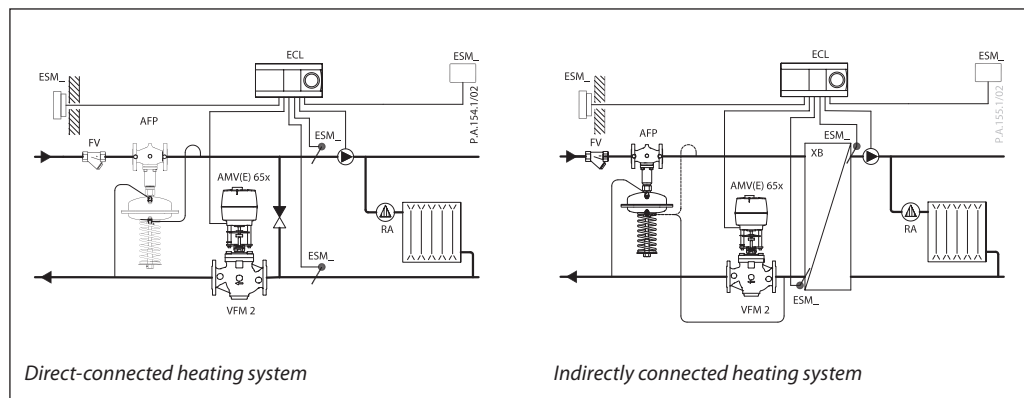 ECL
ESM_
ESM_
AFP
FV
ESM_
AMV(E) 65x
RA
ESM_
VFM 2
P.A.154.1/02
Direct-connected heating system
ECL
ESM_
ESM_
AFP
FV
ESM_
XB
AMV(E) 65x
RA
ESM_
VFM 2
P.A.155.1/02
Indirectly connected heating system